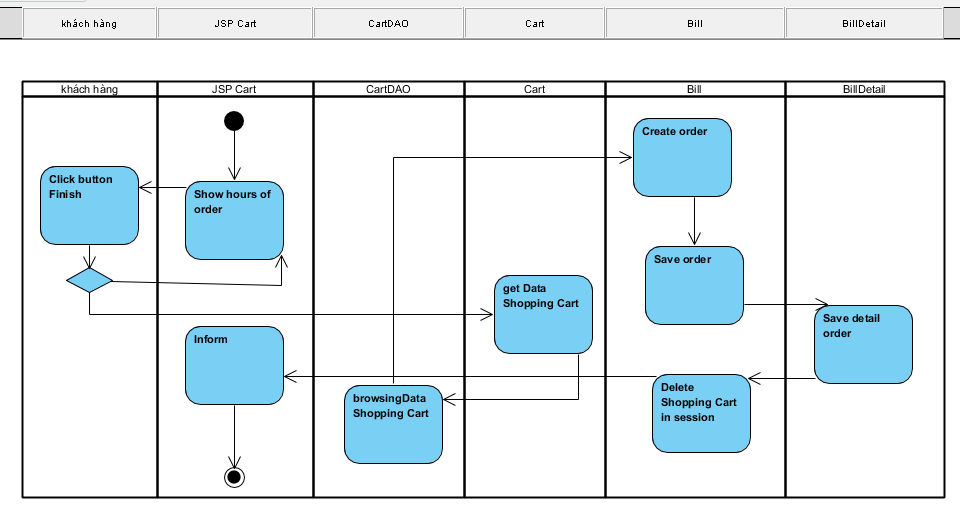 khách hàng
JSP Cart
CartDAO
Cart
Bill
BillDetail
khách hàng
JSP Cart
CartDAO
Cart
Bill
BillDetail
Create order
Click button
Finish
Show hours of
order
Save order
get Data
Shopping Cart
Save detail
order
Inform
browsingData
Shopping Cart
Delete
Shopping Cart
in session